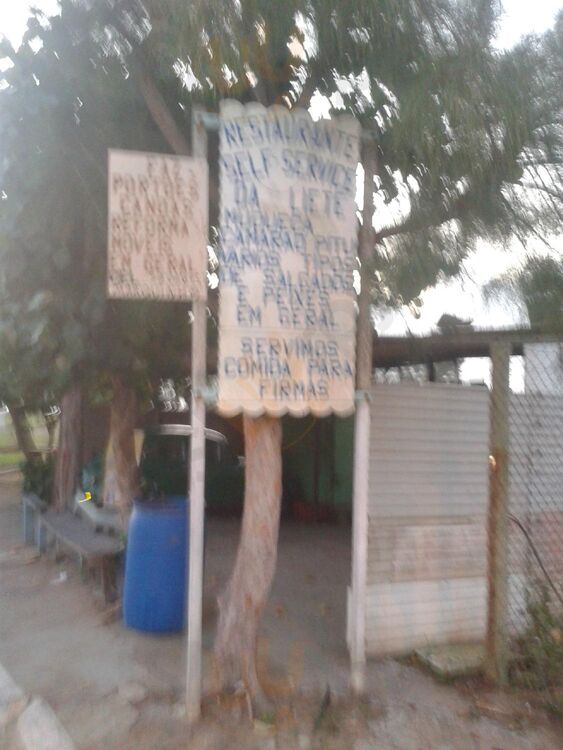 FAZ
PORTÕES
CANOAS
REFORMA
MOVEIS
EM GERAL
RESTAURANTE
SELF-SERVICE
DA LIETE
MUQUECA
CAMARÃO PITU
VARIOS TIPOS
DE SALGADOS
E PEIXES
EM GERAL
SERVIMOS
COMIDA PARA
FIRMAS